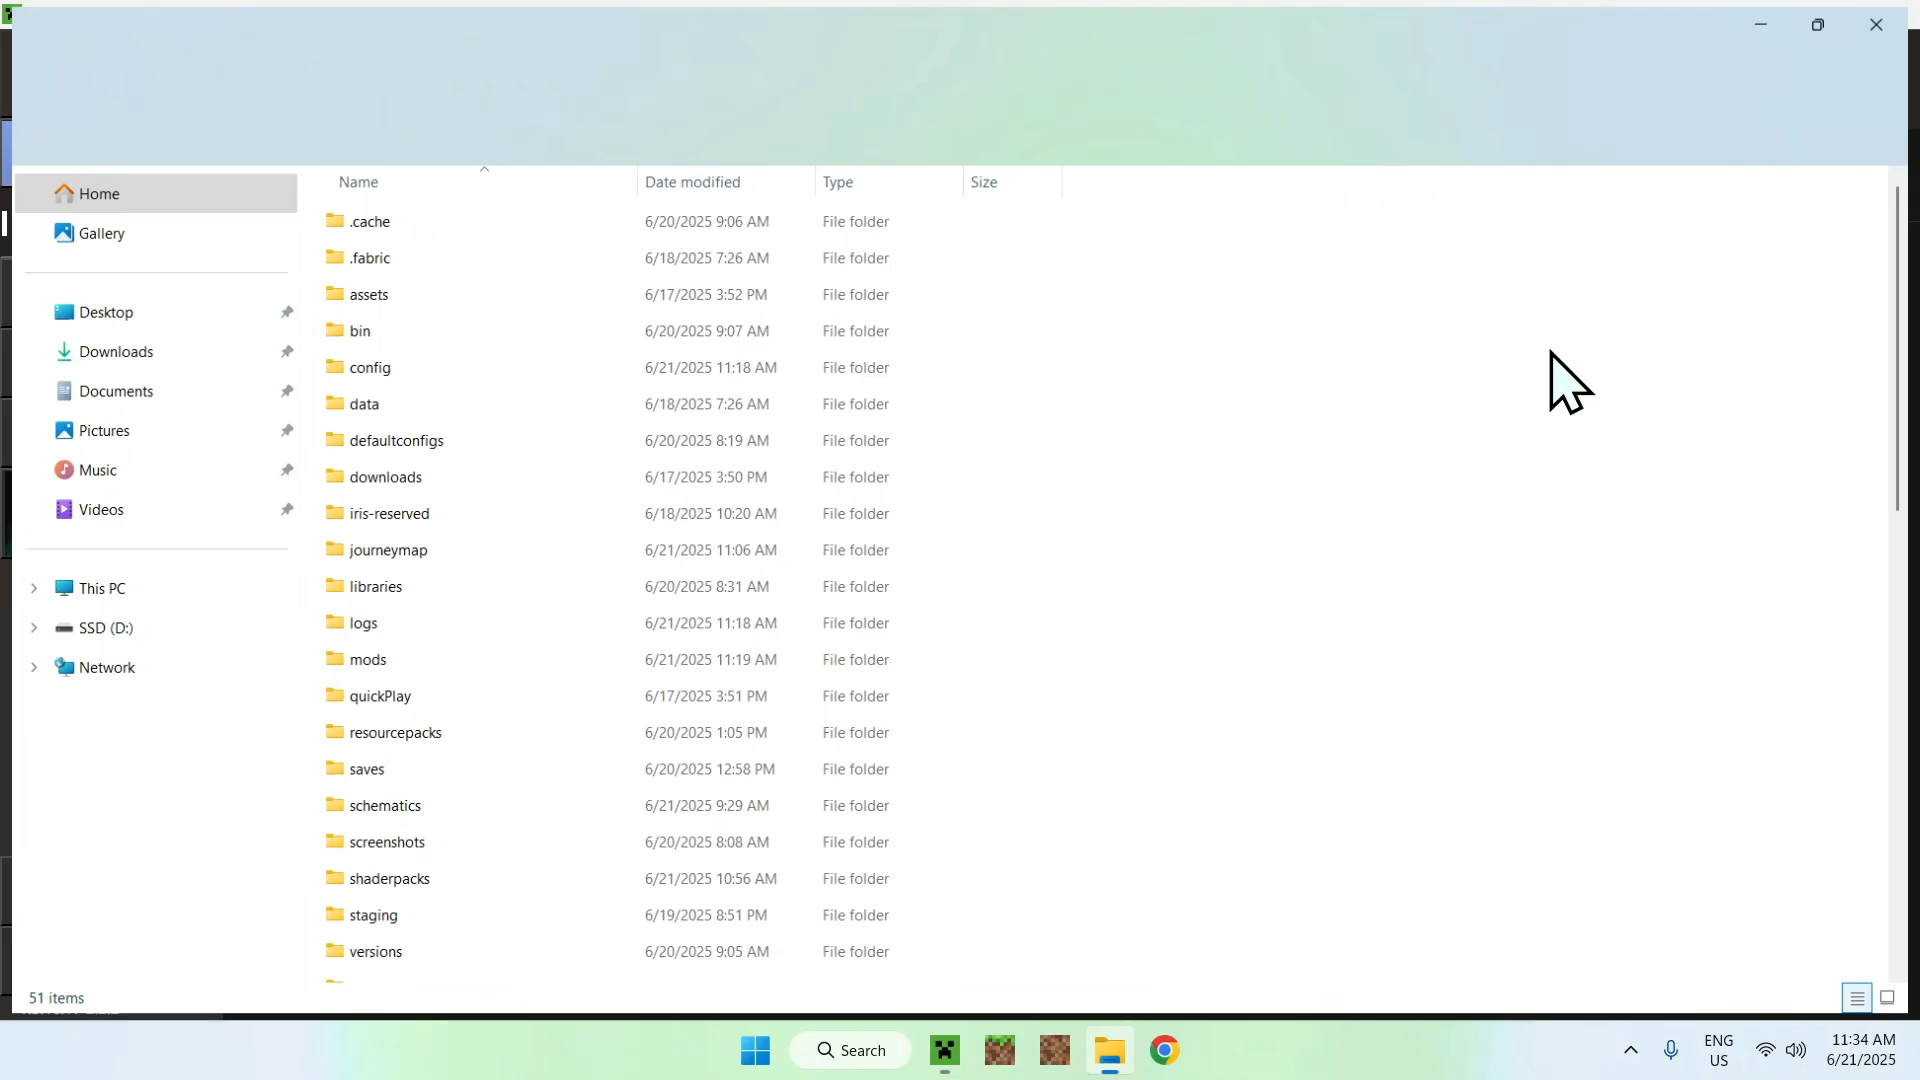 Home
Gallery
Desktop
Downloads
Documents
Pictures
Music
Videos
This PC
SSD (D:)
Network
Name Date modified Type Size
.cache 6/20/2025 9:06 AM File folder
.fabric 6/18/2025 7:26 AM File folder
assets 6/17/2025 3:52 PM File folder
bin 6/20/2025 9:07 AM File folder
config 6/21/2025 11:18 AM File folder
data 6/18/2025 7:26 AM File folder
defaultconfigs 6/20/2025 8:19 AM File folder
downloads 6/17/2025 3:50 PM File folder
iris-reserved 6/18/2025 10:20 AM File folder
journeymap 6/21/2025 11:06 AM File folder
libraries 6/20/2025 8:31 AM File folder
logs 6/21/2025 11:18 AM File folder
mods 6/21/2025 11:19 AM File folder
quickPlay 6/17/2025 3:51 PM File folder
resourcepacks 6/20/2025 1:05 PM File folder
saves 6/20/2025 12:58 PM File folder
schematics 6/21/2025 9:29 AM File folder
screenshots 6/20/2025 8:08 AM File folder
shaderpacks 6/21/2025 10:56 AM File folder
staging 6/19/2025 8:51 PM File folder
versions 6/20/2025 9:05 AM File folder
51 items
Search
ENG
US
11:34 AM
6/21/2025